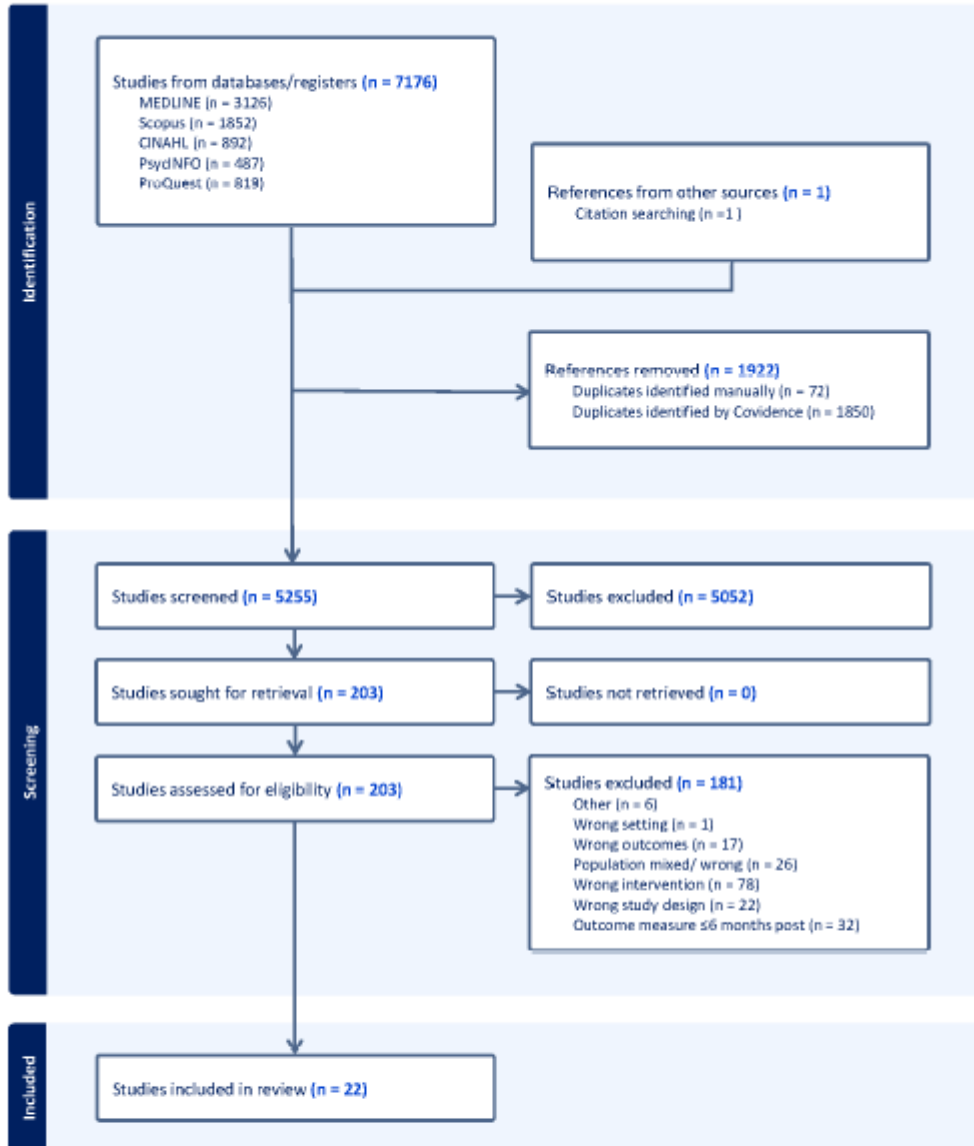 Identification
Studies from databases/registers (n = 7176)
MEDLINE (n = 3126)
Scopus (n = 1852)
CINAHL (n = 892)
PsycINFO (n = 487)
ProQuest (n = 819)
References from other sources (n = 1)
Citation searching (n =1 )
References removed (n = 1922)
Duplicates identified manually (n = 72)
Duplicates identified by Covidence (n = 1850)
Screening
Studies screened (n = 5255)
Studies excluded (n = 5052)
Studies sought for retrieval (n = 203)
Studies not retrieved (n = 0)
Studies assessed for eligibility (n = 203)
Studies excluded (n = 181)
Other (n = 6)
Wrong setting (n = 1)
Wrong outcomes (n = 17)
Population mixed/ wrong (n = 26)
Wrong intervention (n = 78)
Wrong study design (n = 22)
Outcome measure ≤6 months post (n = 32)
Included
Studies included in review (n = 22)